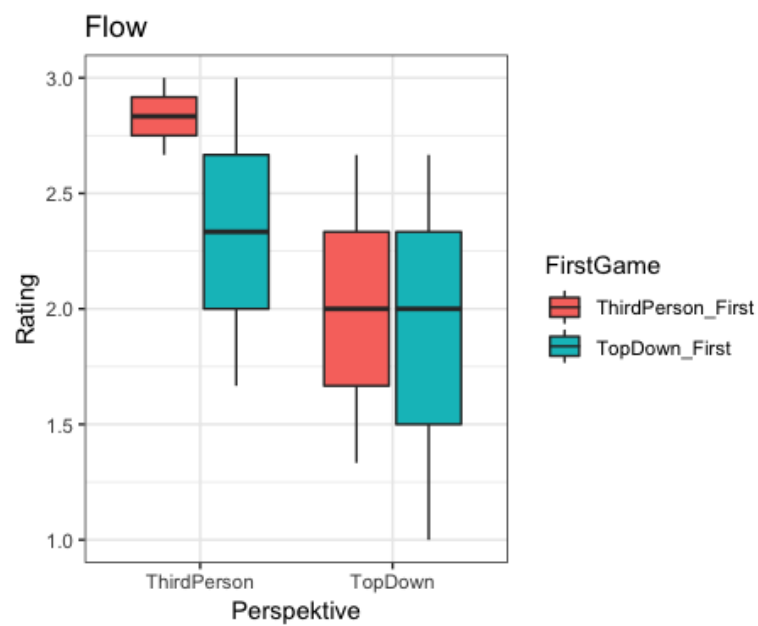 Flow
3.0
2.5
2.0
1.5
1.0
Rating
ThirdPerson
TopDown
Perspektive
FirstGame
ThirdPerson_First
TopDown_First